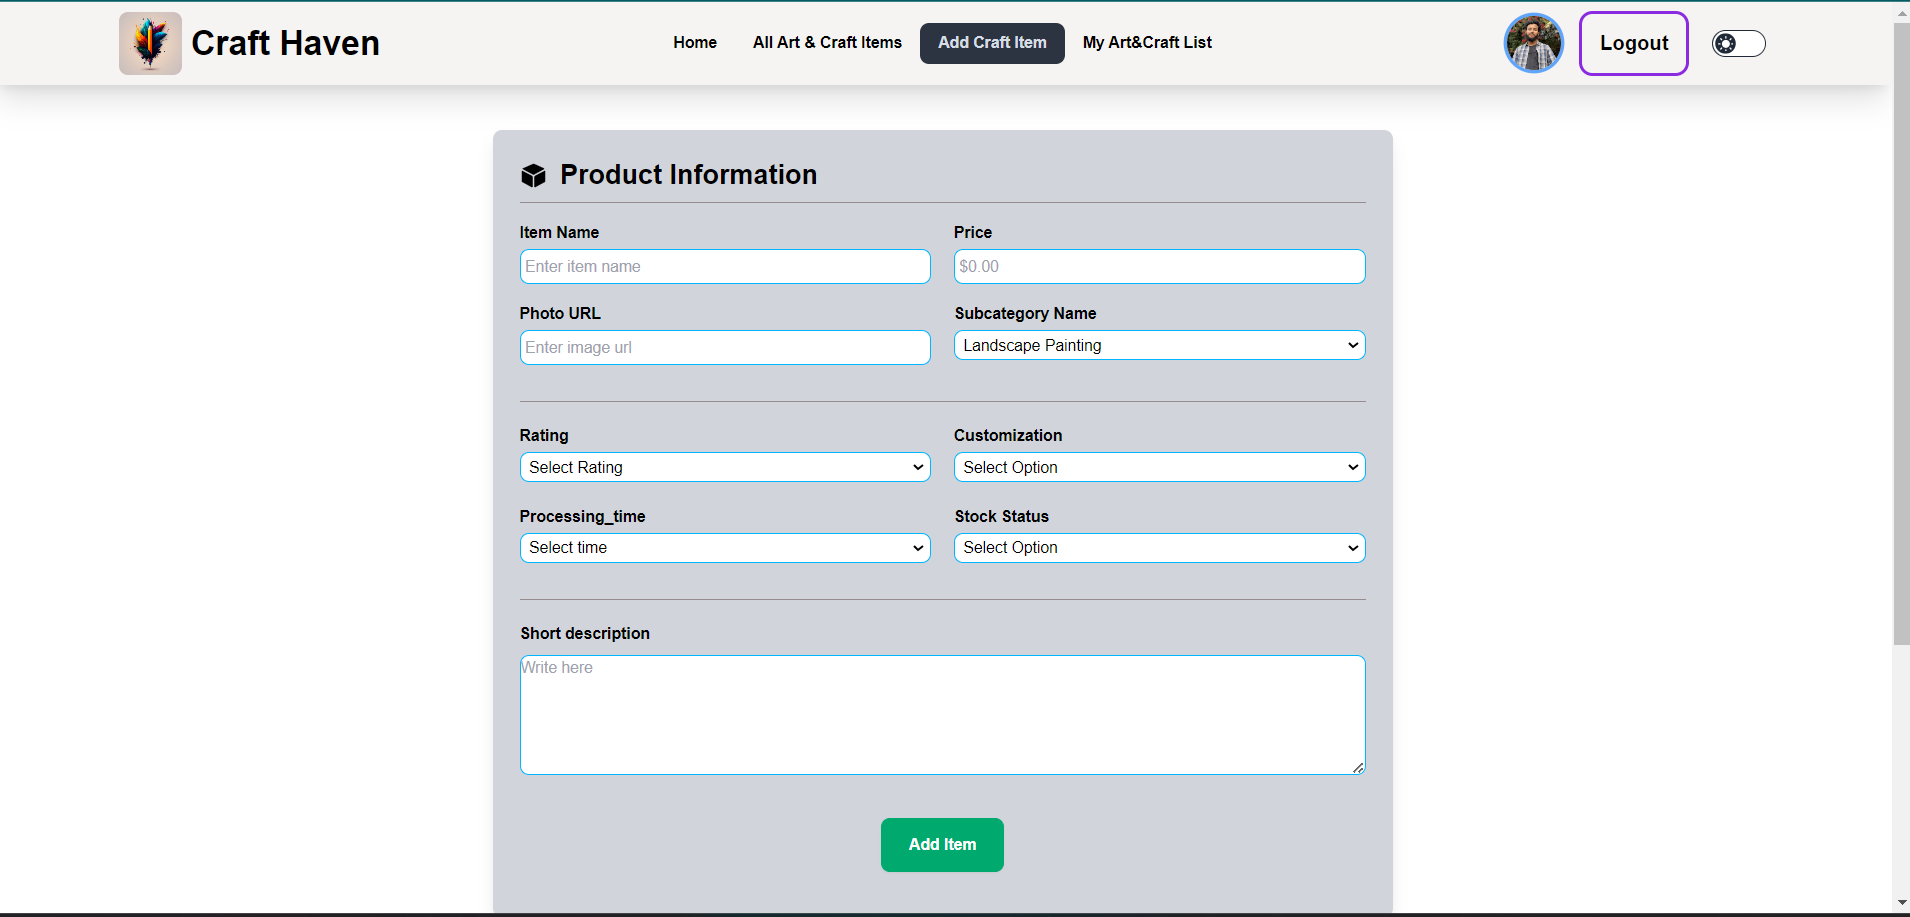 Craft Haven
Home
All Art & Craft Items
Add Craft Item
My Art&Craft List
Logout
Product Information
Item Name
Price
Enter item name
$0.00
Photo URL
Subcategory Name
Enter image url
Landscape Painting
Rating
Customization
Select Rating
Select Option
Processing_time
Stock Status
Select time
Select Option
Short description
Write here
Add Item